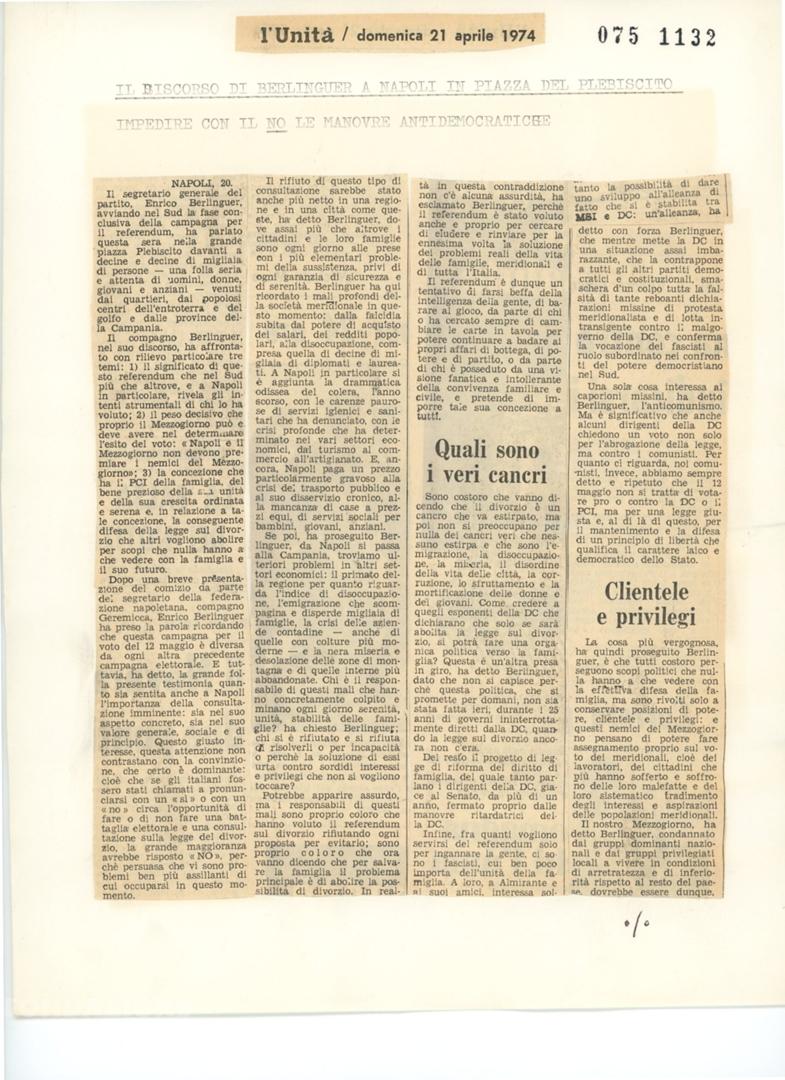 l'Unità / domenica 21 aprile 1974
075 1132
IL DISCORSO DI BERLINGUER A NAPOLI IN PIAZZA DEL PLEBISCITO
IMPEDIRE CON IL NO LE MANOVRE ANTIDEMOCRATICHE
NAPOLI, 20.
Il segretario generale del
partito, Enrico Berlinguer,
avviando nel Sud la fase con-
clusiva della campagna per
il referendum, ha parlato
questa sera nella grande
piazza Plebiscito davanti a
decine e decine di migliaia
di persone — una folla seria
e attenta di uomini, donne,
giovani e anziani — venuti
dai quartieri, dai popolosi
centri dell'entroterra e del
golfo e dalle province del-
la Campania.
Il compagno Berlinguer,
nel suo discorso, ha affronta-
to con rilievo particolare tre
temi: 1) il significato di que-
sto referendum che nel Sud
più che altrove, e a Napoli
in particolare, rivela gli in-
tenti strumentali di chi lo ha
voluto; 2) il peso decisivo che
proprio il Mezzogiorno può e
deve avere nel determinare
l'esito del voto: «Napoli e il
Mezzogiorno non devono pre-
miare i nemici del Mezzo-
giorno»; 3) la concezione che
ha il PCI della famiglia, del
bene prezioso della sua unità
e della sua crescita ordinata
e serena e, in relazione a ta-
le concezione, la conseguente
difesa della legge sul divor-
zio che altri vogliono abolire
per scopi che nulla hanno a
che vedere con la famiglia e
il suo futuro.
Dopo una breve presenta-
zione del comizio da parte
del segretario della federa-
zione napoletana, compagno
Geremicca, Enrico Berlinguer
ha preso la parola ricordando
che questa campagna per il
voto del 12 maggio è diversa
da ogni altra precedente
campagna elettorale. E tut-
tavia, ha detto, la grande fol-
la presente testimonia quan-
to sia sentita anche a Napoli
l'importanza della consulta-
zione imminente: sia nel suo
aspetto concreto, sia nel suo
valore generale, sociale e di
principio. Questo giusto in-
teresse, questa attenzione non
contrastano con la convinzio-
ne, che certo è dominante:
cioè che se gli italiani fos-
sero stati chiamati a pronun-
ciarsi con un «sì» o con un
«no» circa l'opportunità di
fare o di non fare una bat-
taglia elettorale e una consul-
tazione sulla legge del divor-
zio, la grande maggioranza
avrebbe risposto «NO», per-
chè persuasa che vi sono pro-
blemi ben più assillanti di
cui occuparsi in questo mo-
mento.
Il rifiuto di questo tipo di
consultazione sarebbe stato
anche più netto in una regio-
ne e in una città come que-
ste, ha detto Berlinguer, do-
ve assai più che altrove i
cittadini e le loro famiglie
sono ogni giorno alle prese
con i più elementari proble-
mi della sussistenza, privi di
ogni garanzia di sicurezza e
di serenità. Berlinguer ha qui
ricordato i mali profondi del-
la società meridionale in que-
sto momento: dalla falcidia
subita dal potere di acquisto
dei salari, dei redditi popo-
lari, alla disoccupazione, com-
presa quella di decine di mi-
gliaia di diplomati e laurea-
ti. A Napoli in particolare si
è aggiunta la drammatica
odissea del colera, l'anno
scorso, con le carenze pauro-
se di servizi igienici e sani-
tari che ha denunciato, con le
crisi profonde che ha deter-
minato nei vari settori eco-
nomici, dal turismo al com-
mercio all'artigianato. E, an-
cora, Napoli paga un prezzo
particolarmente gravoso alla
crisi del trasporto pubblico e
al suo disservizio cronico, al-
la mancanza di case a prez-
zi equi, di servizi sociali per
bambini, giovani, anziani.
Se poi, ha proseguito Ber-
linguer, da Napoli si passa
alla Campania, troviamo ul-
teriori problemi in altri set-
tori economici: il primato del-
la regione per quanto riguar-
da l'indice di disoccupazio-
ne, l'emigrazione che scom-
pagina e disperde migliaia di
famiglie, la crisi delle azien-
de contadine — anche di
quelle con colture più mo-
derne — e la nera miseria e
desolazione delle zone di mon-
tagna e di quelle interne più
abbandonate. Chi è il respon-
sabile di questi mali che han-
no concretamente colpito e
minano ogni giorno serenità,
unità, stabilità delle fami-
glie? ha chiesto Berlinguer;
chi si è rifiutato e si rifiuta
di risolverli o per incapacità
o perchè la soluzione di essi
urta contro sordidi interessi
e privilegi che non si vogliono
toccare?
Potrebbe apparire assurdo,
ma i responsabili di questi
mali sono proprio coloro che
hanno voluto il referendum
sul divorzio rifiutando ogni
proposta per evitarlo; sono
proprio coloro che ora
vanno dicendo che per salva-
re la famiglia il problema
principale è di abolire la pos-
sibilità di divorzio. In real-
tà in questa contraddizione
non c'è alcuna assurdità, ha
esclamato Berlinguer, perchè
il referendum è stato voluto
anche e proprio per cercare
di eludere e rinviare per la
ennesima volta la soluzione
dei problemi reali della vita
delle famiglie, meridionali e
di tutta l'Italia.
Il referendum è dunque un
tentativo di farsi beffa della
intelligenza della gente, di ba-
rare al gioco, da parte di chi
o ha cercato sempre di cam-
biare le carte in tavola per
potere continuare a badare ai
propri affari di bottega, di po-
tere e di partito, o da parte
di chi è posseduto da una vi-
sione fanatica e intollerante
della convivenza familiare e
civile, e pretende di im-
porre tale sua concezione a
tutti.
Quali sono
i veri cancri
Sono costoro che vanno di-
cendo che il divorzio è un
cancro che va estirpato, ma
poi non si preoccupano per
nulla dei cancri veri che nes-
suno estirpa e che sono l'e-
migrazione, la disoccupazio-
ne, la miseria, il disordine
della vita delle città, la cor-
ruzione, lo sfruttamento e la
mortificazione delle donne e
dei giovani. Come credere a
quegli esponenti della DC che
dichiarano che solo se sarà
abolita la legge sul divor-
zio, si potrà fare una orga-
nica politica verso la fami-
glia? Questa è un'altra presa
in giro, ha detto Berlinguer,
dato che non si capisce per-
chè questa politica, che si
promette per domani, non sia
stata fatta ieri, durante i 25
anni di governi ininterrotta-
mente diretti dalla DC, quan-
do la legge sul divorzio anco-
ra non c'era.
Del resto il progetto di leg-
ge di riforma del diritto di
famiglia, del quale tanto par-
lano i dirigenti della DC, gia-
ce al Senato, da più di un
anno, fermato proprio dalle
manovre ritardatrici del-
la DC.
Infine, fra quanti vogliono
servirsi del referendum solo
per ingannare la gente, ci so-
no i fascisti, cui ben poco
importa dell'unità della fa-
miglia. A loro, a Almirante e
ai suoi amici, interessa sol-
tanto la possibilità di dare
uno sviluppo all'alleanza di
fatto che si è stabilita tra
MSI e DC: un'alleanza, ha
detto con forza Berlinguer,
che mentre mette la DC in
una situazione assai imba-
razzante, che la contrappone
a tutti gli altri partiti demo-
cratici e costituzionali, sma-
schera d'un colpo tutta la fal-
sità di tante reboanti dichia-
razioni missine di protesta
meridionalista e di lotta in-
transigente contro il malgo-
verno della DC, e conferma
la vocazione dei fascisti al
ruolo subordinato nei confron-
ti del potere democristiano
nel Sud.
Una sola cosa interessa ai
caporioni missini, ha detto
Berlinguer, l'anticomunismo.
Ma è significativo che anche
alcuni dirigenti della DC
chiedono un voto non solo
per l'abrogazione della legge,
ma contro i comunisti. Per
quanto ci riguarda, noi comu-
nisti, invece, abbiamo sempre
detto e ripetuto che il 12
maggio non si tratta di vota-
re pro o contro la DC o il
PCI, ma per una legge giu-
sta e, al di là di questo, per
il mantenimento e la difesa
di un principio di libertà che
qualifica il carattere laico e
democratico dello Stato.
Clientele
e privilegi
La cosa più vergognosa,
ha quindi proseguito Berlin-
guer, è che tutti costoro per-
seguono scopi politici che nul-
la hanno a che vedere con
la effettiva difesa della fa-
miglia, ma sono rivolti solo a
conservare posizioni di pote-
re, clientele e privilegi: e
questi nemici del Mezzogior-
no pensano di potere fare
assegnamento proprio sul vo-
to dei meridionali, cioè dei
lavoratori, dei cittadini che
più hanno sofferto e soffro-
no delle loro malefatte e del
loro sistematico tradimento
degli interessi e aspirazioni
delle popolazioni meridionali.
Il nostro Mezzogiorno, ha
detto Berlinguer, condannato
dai gruppi dominanti nazio-
nali e dai gruppi privilegiati
locali a vivere in condizioni
di arretratezza e di inferio-
rità rispetto al resto del pae-
se, dovrebbe essere dunque,
•/•